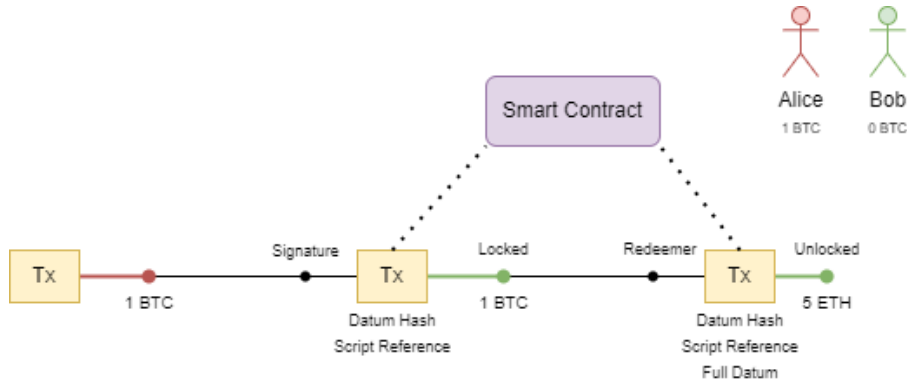 Smart Contract
Alice
1 BTC
Bob
0 BTC
Tx
1 BTC
Signature
Tx
Datum Hash
Script Reference
Locked
1 BTC
Redeemer
Tx
Datum Hash
Script Reference
Full Datum
Unlocked
5 ETH